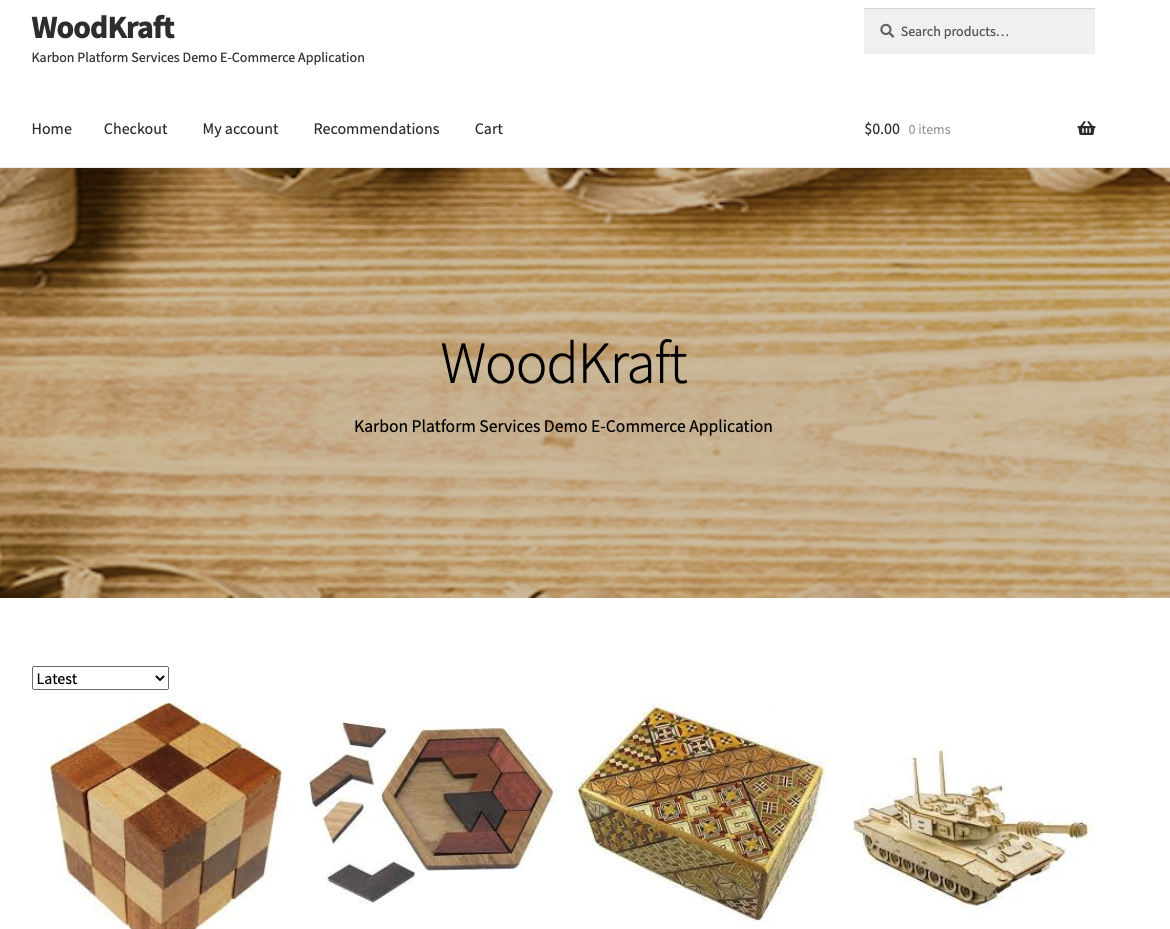 WoodKraft
Karbon Platform Services Demo E-Commerce Application
Search products…
Home Checkout My account Recommendations Cart
$0.00 0 items
WoodKraft
Karbon Platform Services Demo E-Commerce Application
Latest